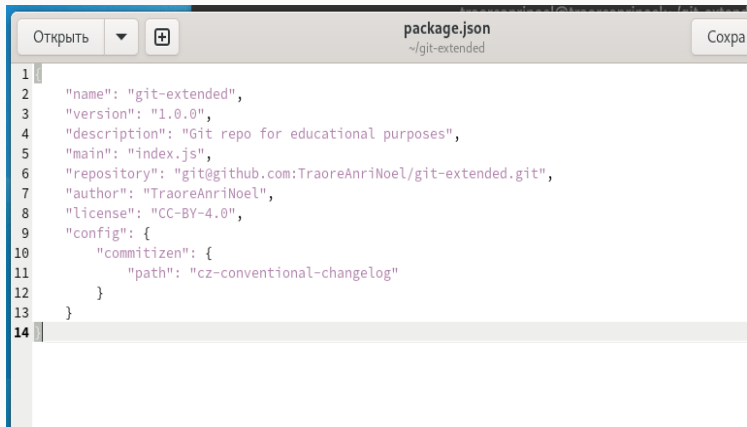 Открыть
package.json
~/git-extended
1 {
2 "name": "git-extended",
3 "version": "1.0.0",
4 "description": "Git repo for educational purposes",
5 "main": "index.js",
6 "repository": "git@github.com:TraoreAnriNoel/git-extended.git",
7 "author": "TraoreAnriNoel",
8 "license": "CC-BY-4.0",
9 "config": {
10 "commitizen": {
11 "path": "cz-conventional-changelog"
12 }
13 }
14 }